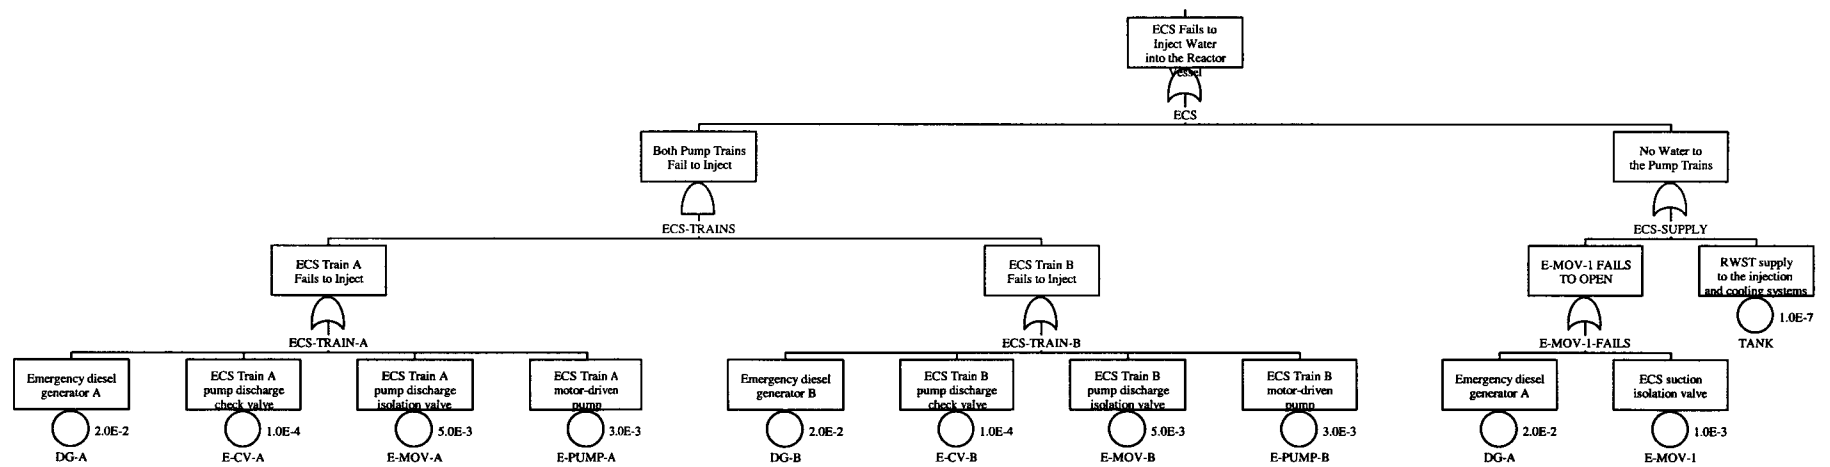 ECS Fails to
Inject Water
into the Reactor
Vessel
ECS
Both Pump Trains
Fail to Inject
No Water to
the Pump Trains
ECS-TRAINS
ECS-SUPPLY
ECS Train A
Fails to Inject
ECS Train B
Fails to Inject
E-MOV-1 FAILS
TO OPEN
RWST supply
to the injection
and cooling systems
1.0E-7
ECS-TRAIN-A
ECS-TRAIN-B
E-MOV-1-FAILS
TANK
Emergency diesel
generator A
ECS Train A
pump discharge
check valve
ECS Train A
pump discharge
isolation valve
ECS Train A
motor-driven
pump
Emergency diesel
generator B
ECS Train B
pump discharge
check valve
ECS Train B
pump discharge
isolation valve
ECS Train B
motor-driven
pump
Emergency diesel
generator A
ECS suction
isolation valve
2.0E-2
1.0E-4
5.0E-3
3.0E-3
2.0E-2
1.0E-4
5.0E-3
3.0E-3
2.0E-2
1.0E-3
DG-A
E-CV-A
E-MOV-A
E-PUMP-A
DG-B
E-CV-B
E-MOV-B
E-PUMP-B
DG-A
E-MOV-1